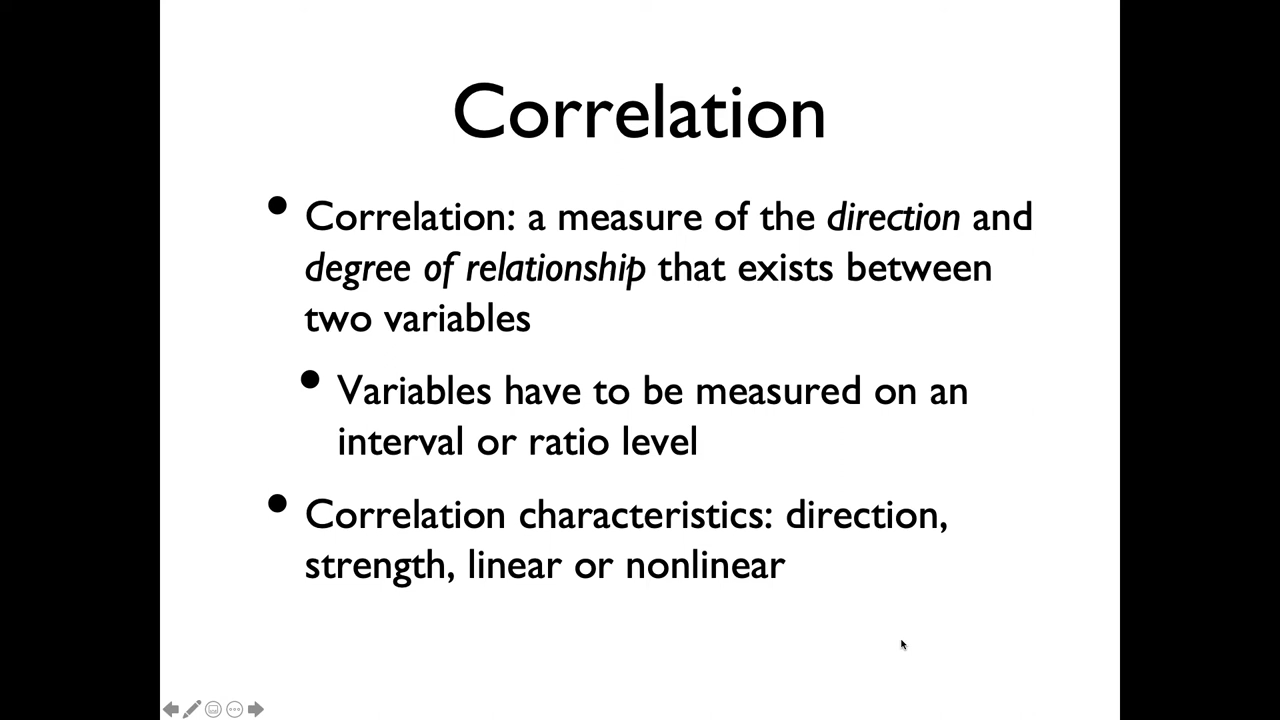 Correlation
• Correlation: a measure of the direction and
degree of relationship that exists between
two variables
• Variables have to be measured on an
interval or ratio level
• Correlation characteristics: direction,
strength, linear or nonlinear